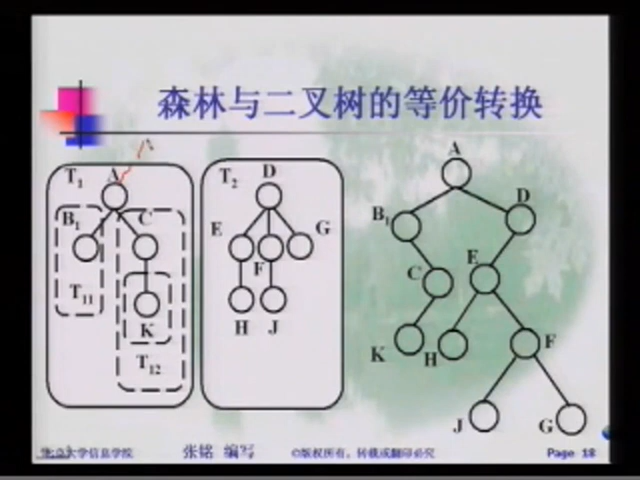 森林与二叉树的等价转换
T1 A
B1 C
T11
K
T12
T2 D
E G
F
H J
A
B1 D
C E
K H F
J G
大学信息学院 张铭 编写 ©版权所有，转载或翻印必究 Page 18